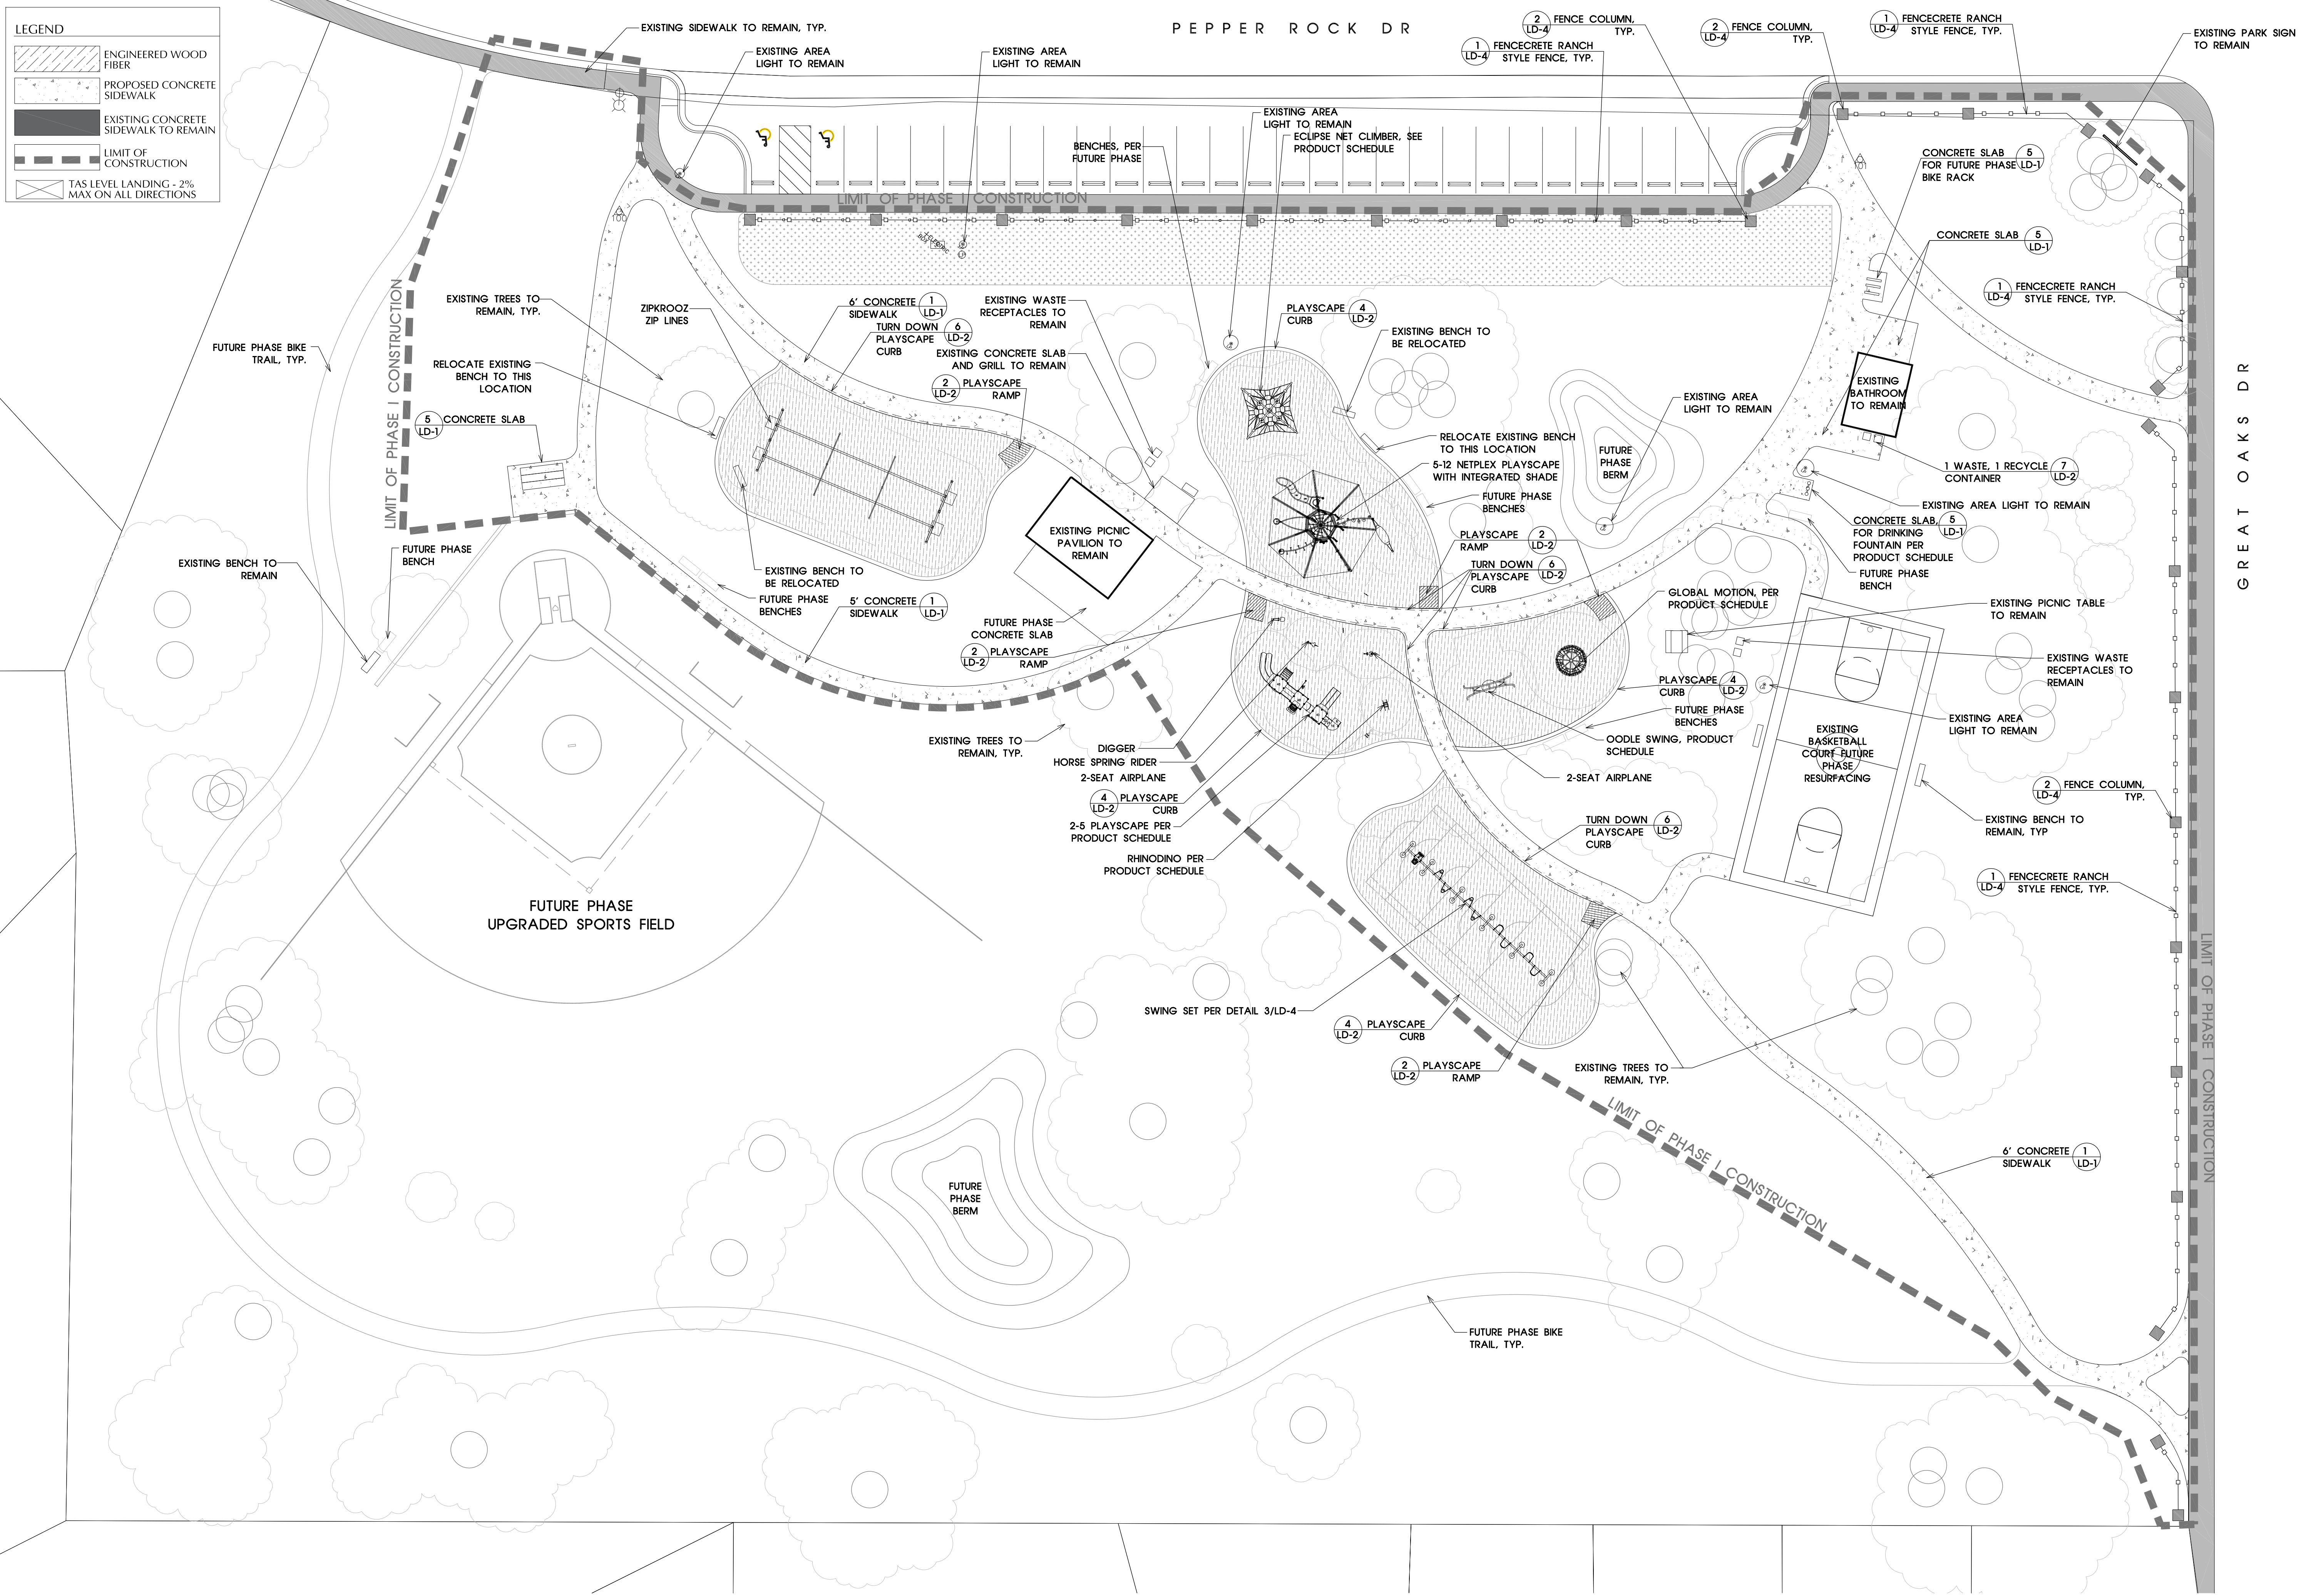 LEGEND
ENGINEERED WOOD
FIBER
PROPOSED CONCRETE
SIDEWALK
EXISTING CONCRETE
SIDEWALK TO REMAIN
LIMIT OF
CONSTRUCTION
TAS LEVEL LANDING - 2%
MAX ON ALL DIRECTIONS
PEPPER ROCK DR
GREAT OAKS DR
EXISTING SIDEWALK TO REMAIN, TYP.
EXISTING AREA
LIGHT TO REMAIN
EXISTING AREA
LIGHT TO REMAIN
2
LD-4
FENCE COLUMN,
TYP.
1
LD-4
FENCECRETE RANCH
STYLE FENCE, TYP.
2
LD-4
FENCE COLUMN,
TYP.
1
LD-4
FENCECRETE RANCH
STYLE FENCE, TYP.
EXISTING PARK SIGN
TO REMAIN
EXISTING AREA
LIGHT TO REMAIN
ECLIPSE NET CLIMBER, SEE
PRODUCT SCHEDULE
BENCHES, PER
FUTURE PHASE
LIMIT OF PHASE I CONSTRUCTION
CONCRETE SLAB
FOR FUTURE PHASE
BIKE RACK
5
LD-1
CONCRETE SLAB
5
LD-1
1
LD-4
FENCECRETE RANCH
STYLE FENCE, TYP.
EXISTING TREES TO
REMAIN, TYP.
ZIPKROOZ
ZIP LINES
6' CONCRETE
SIDEWALK
1
LD-1
TURN DOWN
PLAYSCAPE
CURB
6
LD-2
EXISTING WASTE
RECEPTACLES TO
REMAIN
EXISTING CONCRETE SLAB
AND GRILL TO REMAIN
2
LD-2
PLAYSCAPE
RAMP
PLAYSCAPE
CURB
4
LD-2
EXISTING BENCH TO
BE RELOCATED
FUTURE PHASE BIKE
TRAIL, TYP.
RELOCATE EXISTING
BENCH TO THIS
LOCATION
5
LD-1
CONCRETE SLAB
LIMIT OF PHASE I CONSTRUCTION
EXISTING
BATHROOM
TO REMAIN
EXISTING AREA
LIGHT TO REMAIN
FUTURE
PHASE
BERM
RELOCATE EXISTING BENCH
TO THIS LOCATION
5-12 NETPLEX PLAYSCAPE
WITH INTEGRATED SHADE
FUTURE PHASE
BENCHES
PLAYSCAPE
RAMP
2
LD-2
TURN DOWN
PLAYSCAPE
CURB
6
LD-2
1 WASTE, 1 RECYCLE
CONTAINER
7
LD-2
EXISTING AREA LIGHT TO REMAIN
CONCRETE SLAB,
FOR DRINKING
FOUNTAIN PER
PRODUCT SCHEDULE
5
LD-1
FUTURE PHASE
BENCH
EXISTING PICNIC
PAVILION TO
REMAIN
FUTURE PHASE
BENCH
EXISTING BENCH TO
REMAIN
EXISTING BENCH TO
BE RELOCATED
FUTURE PHASE
BENCHES
5' CONCRETE
SIDEWALK
1
LD-1
FUTURE PHASE
CONCRETE SLAB
2
LD-2
PLAYSCAPE
RAMP
GLOBAL MOTION, PER
PRODUCT SCHEDULE
EXISTING PICNIC TABLE
TO REMAIN
EXISTING WASTE
RECEPTACLES TO
REMAIN
PLAYSCAPE
CURB
4
LD-2
FUTURE PHASE
BENCHES
EXISTING AREA
LIGHT TO REMAIN
OODLE SWING, PRODUCT
SCHEDULE
2-SEAT AIRPLANE
EXISTING
BASKETBALL
COURT FUTURE
PHASE
RESURFACING
EXISTING TREES TO
REMAIN, TYP.
DIGGER
HORSE SPRING RIDER
2-SEAT AIRPLANE
4
LD-2
PLAYSCAPE
CURB
2-5 PLAYSCAPE PER
PRODUCT SCHEDULE
RHINODINO PER
PRODUCT SCHEDULE
TURN DOWN
PLAYSCAPE
CURB
6
LD-2
2
LD-4
FENCE COLUMN,
TYP.
EXISTING BENCH TO
REMAIN, TYP
1
LD-4
FENCECRETE RANCH
STYLE FENCE, TYP.
FUTURE PHASE
UPGRADED SPORTS FIELD
SWING SET PER DETAIL 3/LD-4
4
LD-2
PLAYSCAPE
CURB
2
LD-2
PLAYSCAPE
RAMP
EXISTING TREES TO
REMAIN, TYP.
LIMIT OF PHASE I CONSTRUCTION
LIMIT OF PHASE I CONSTRUCTION
6' CONCRETE
SIDEWALK
1
LD-1
FUTURE
PHASE
BERM
FUTURE PHASE BIKE
TRAIL, TYP.